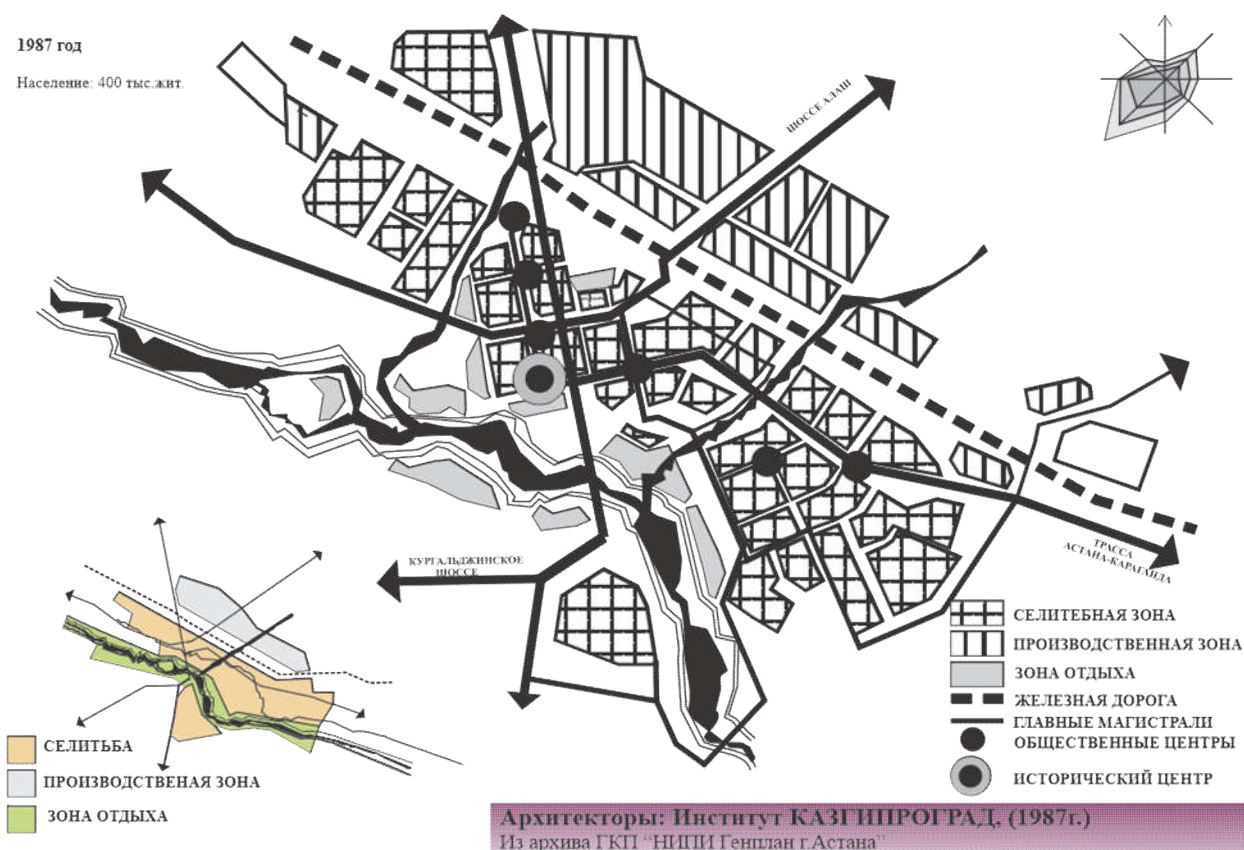 1987 год
Население: 400 тыс.жит.
ШОССЕ АЛАШ
КУРГАЛЬДЖИНСКОЕ
ШОССЕ
ТРАССА
АСТАНА-КАРАГАНДА
СЕЛИТЕБНАЯ ЗОНА
ПРОИЗВОДСТВЕННАЯ ЗОНА
ЗОНА ОТДЫХА
ЖЕЛЕЗНАЯ ДОРОГА
ГЛАВНЫЕ МАГИСТРАЛИ
ОБЩЕСТВЕННЫЕ ЦЕНТРЫ
ИСТОРИЧЕСКИЙ ЦЕНТР
СЕЛИТЬБА
ПРОИЗВОДСТВЕНАЯ ЗОНА
ЗОНА ОТДЫХА
Архитекторы: Институт КАЗГИПРОГРАД, (1987г.)
Из архива ГКП "НИПИ Генплан г.Астана"